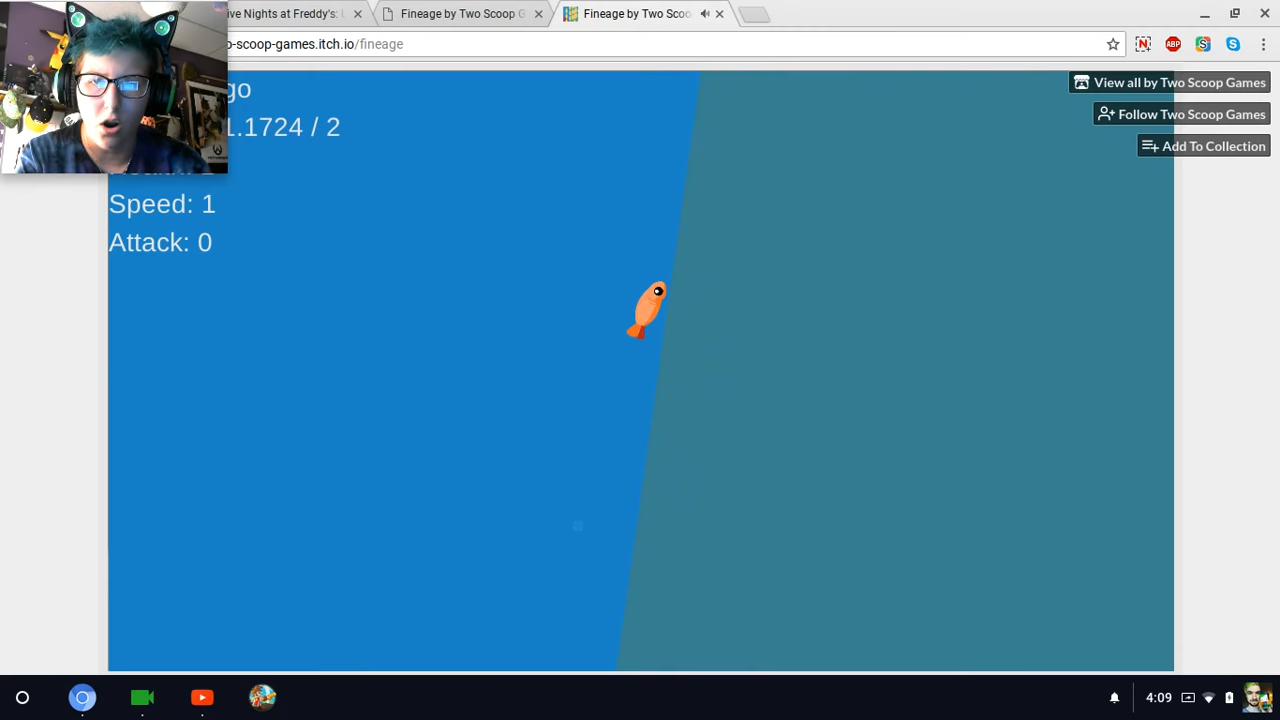 ive Nights at Freddy's: U
Fineage by Two Scoop G
Fineage by Two Scoo
o-scoop-games.itch.io/fineage
ABP
View all by Two Scoop Games
Follow Two Scoop Games
Add To Collection
go
1.1724 / 2
Speed: 1
Attack: 0
4:09